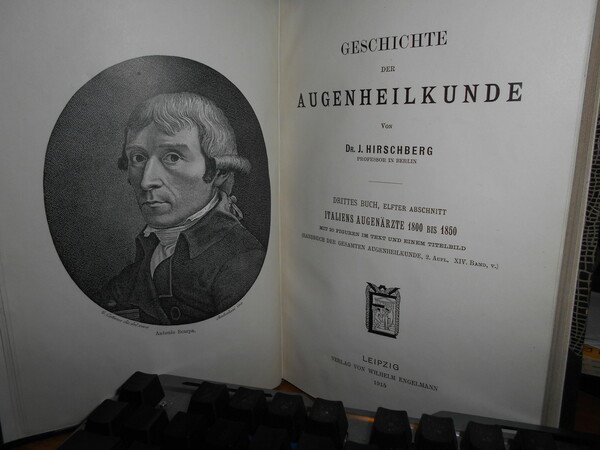 Antonio Scarpa.
GESCHICHTE
DER
AUGENHEILKUNDE
VON
DR. J. HIRSCHBERG
PROFESSOR IN BERLIN
DRITTES BUCH, ELFTER ABSCHNITT
ITALIENS AUGENÄRZTE 1800 BIS 1850
MIT 10 FIGUREN IM TEXT UND EINEM TITELBILD
(HANDBUCH DER GESAMTEN AUGENHEILKUNDE, 2. AUFL. XIV. BAND, V.)
LEIPZIG
VERLAG VON WILHELM ENGELMANN
1915